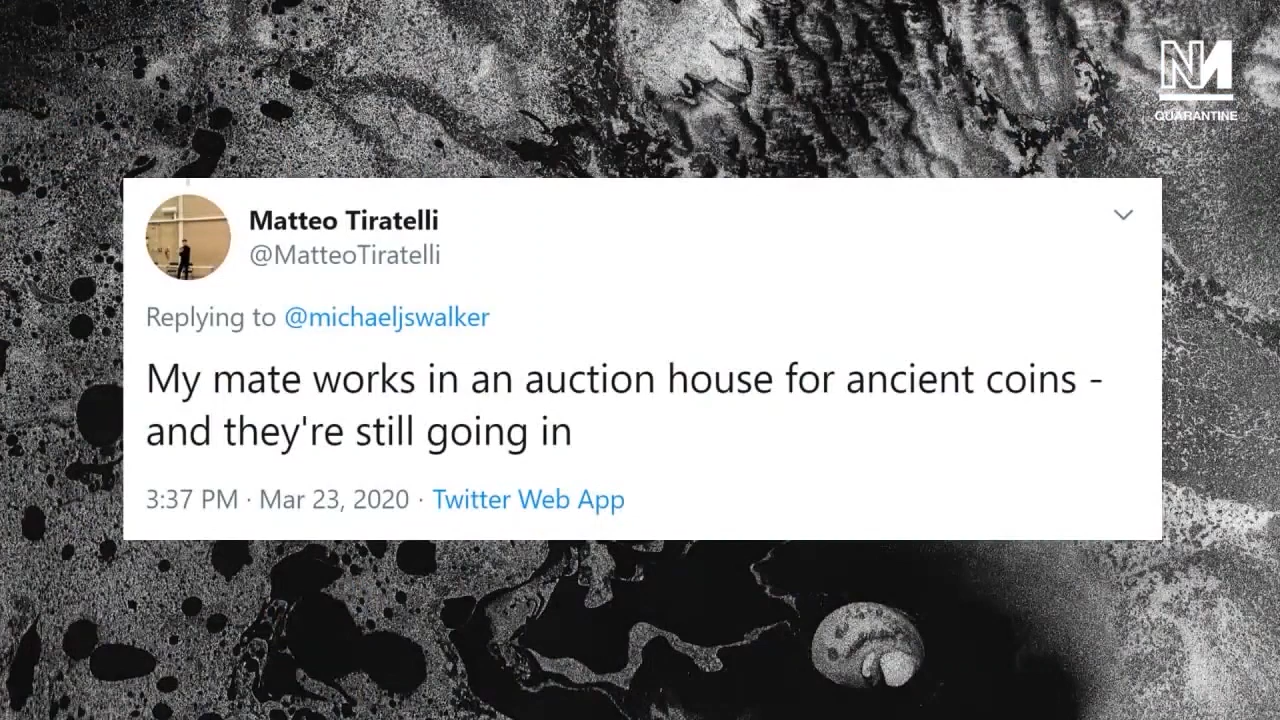 NM
QUARANTINE
Matteo Tiratelli
@MatteoTiratelli
Replying to @michaeljswalker
My mate works in an auction house for ancient coins -
and they're still going in
3:37 PM · Mar 23, 2020 · Twitter Web App